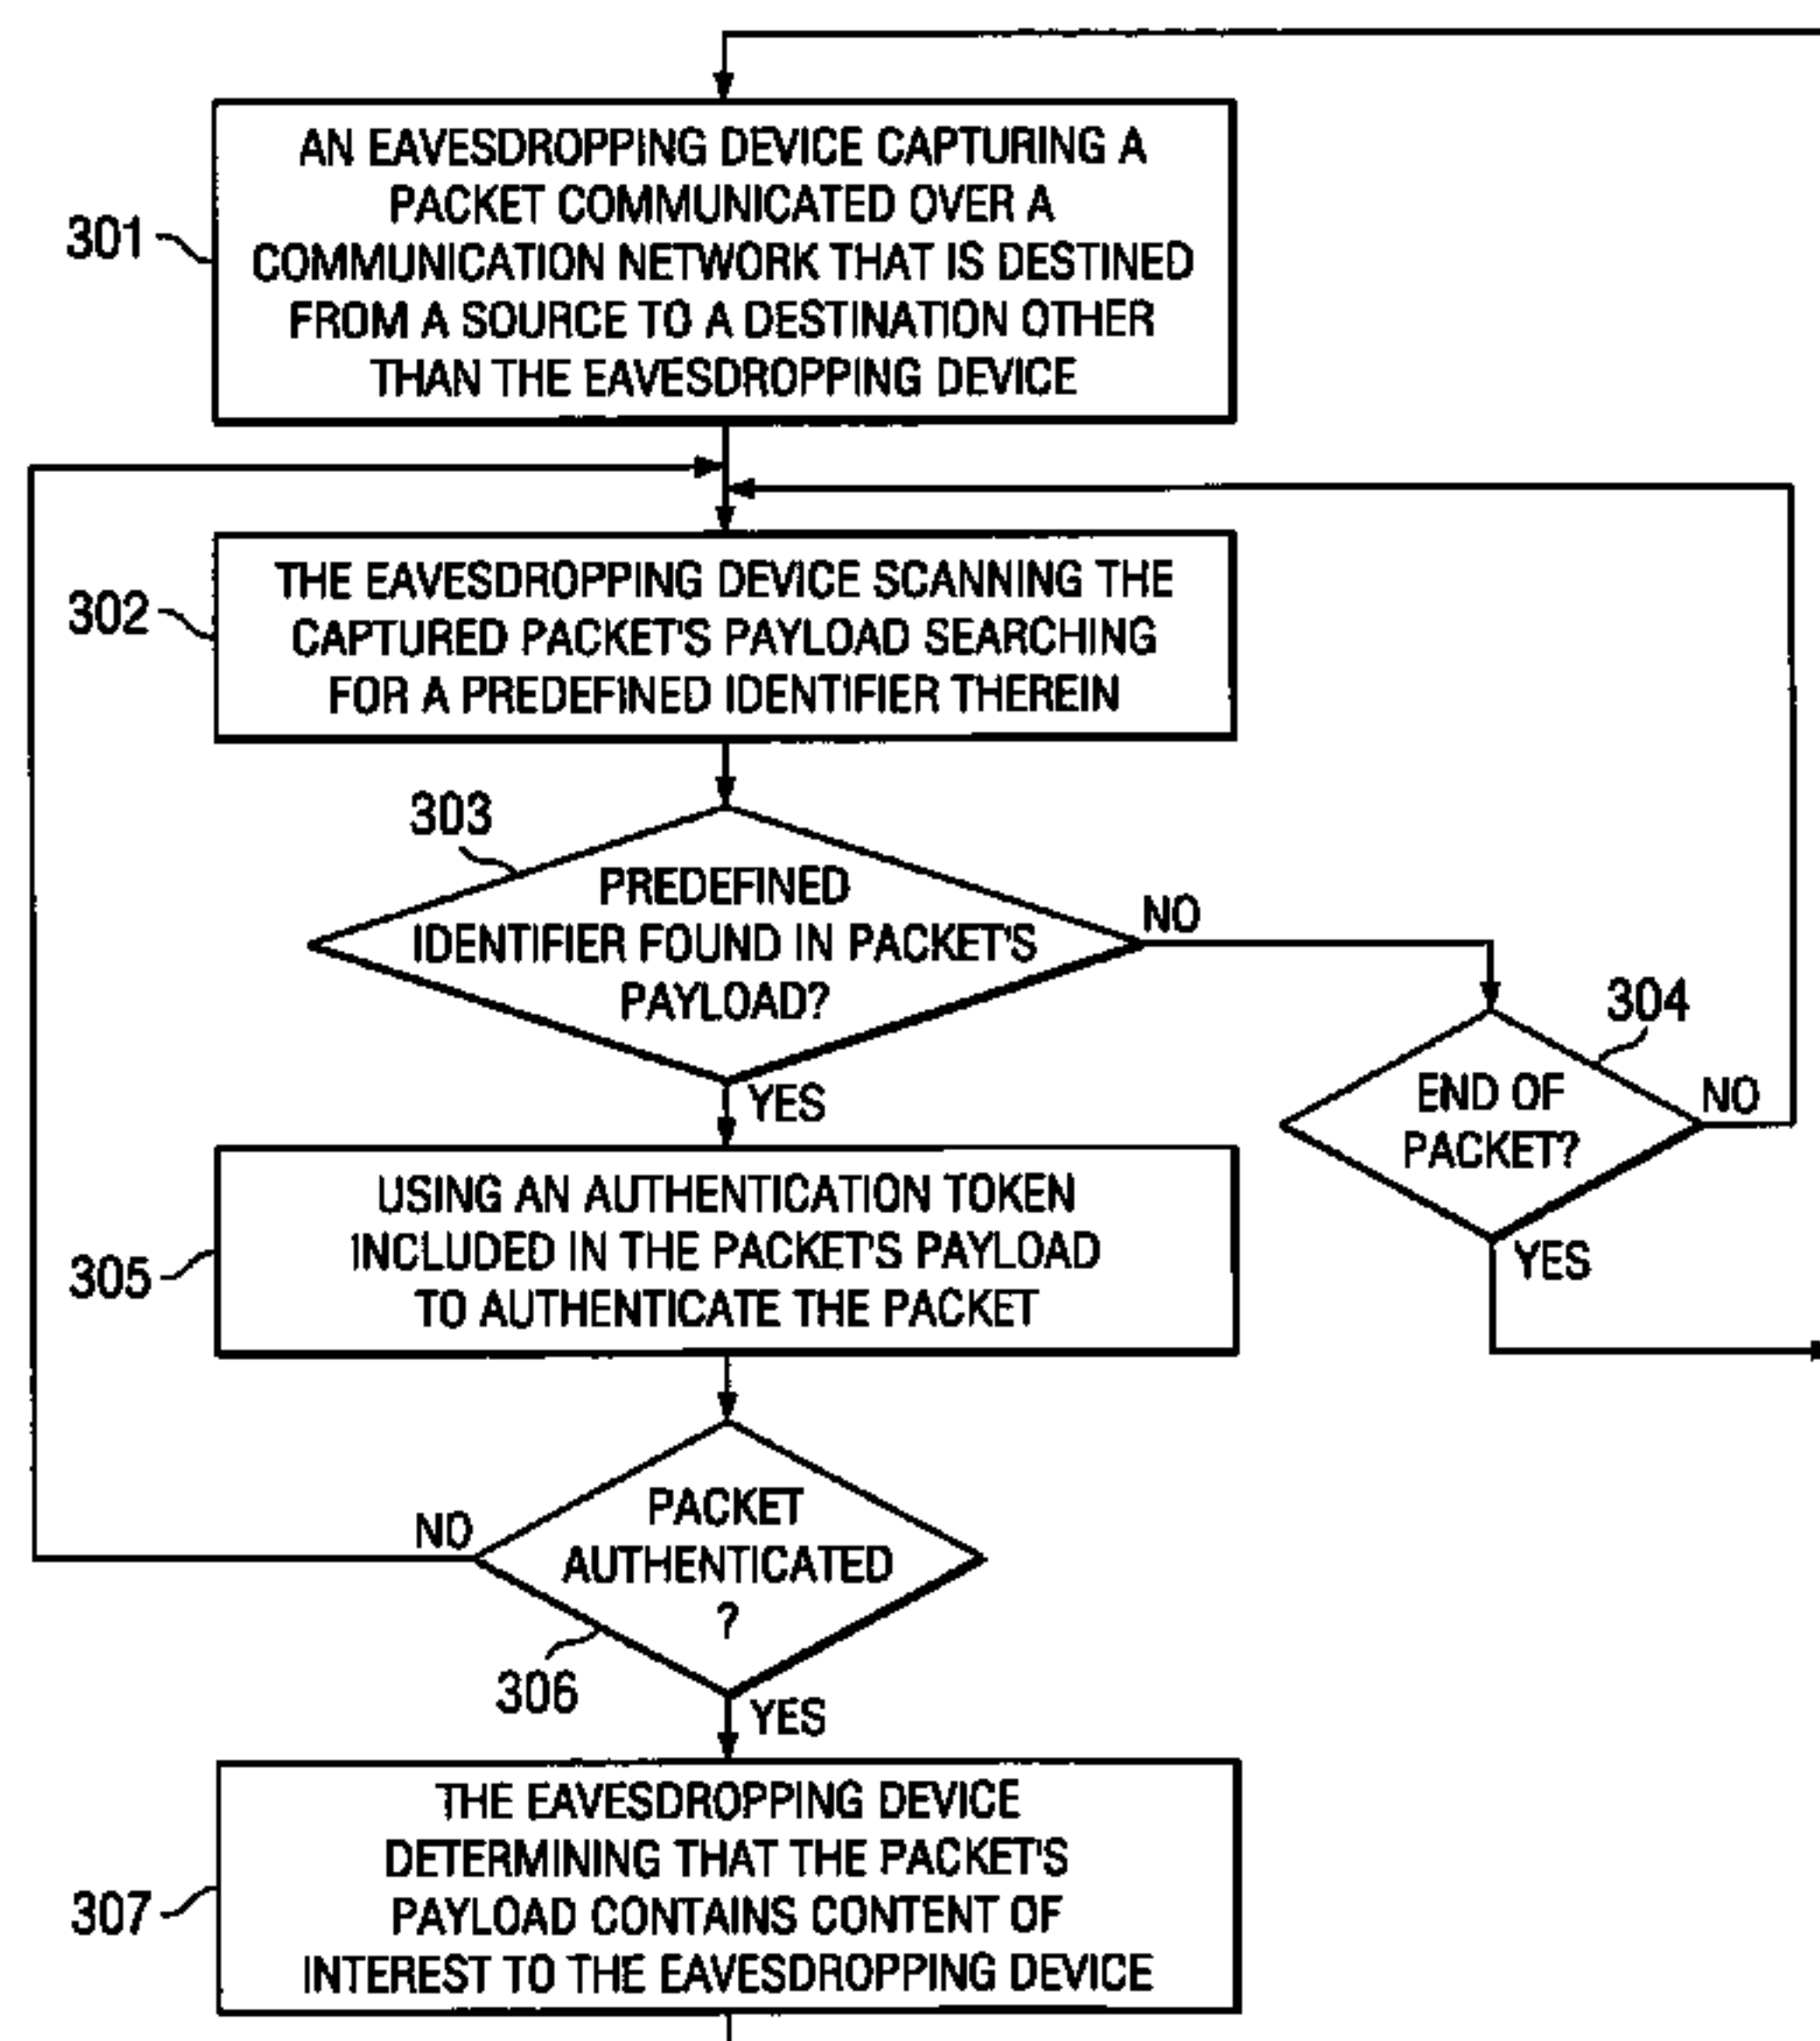 301
AN EAVESDROPPING DEVICE CAPTURING A
PACKET COMMUNICATED OVER A
COMMUNICATION NETWORK THAT IS DESTINED
FROM A SOURCE TO A DESTINATION OTHER
THAN THE EAVESDROPPING DEVICE
302
THE EAVESDROPPING DEVICE SCANNING THE
CAPTURED PACKET'S PAYLOAD SEARCHING
FOR A PREDEFINED IDENTIFIER THEREIN
303
PREDEFINED
IDENTIFIER FOUND IN PACKET'S
PAYLOAD?
NO
YES
304
END OF
PACKET?
NO
YES
305
USING AN AUTHENTICATION TOKEN
INCLUDED IN THE PACKET'S PAYLOAD
TO AUTHENTICATE THE PACKET
NO
PACKET
AUTHENTICATED
?
306
YES
307
THE EAVESDROPPING DEVICE
DETERMINING THAT THE PACKET'S
PAYLOAD CONTAINS CONTENT OF
INTEREST TO THE EAVESDROPPING DEVICE